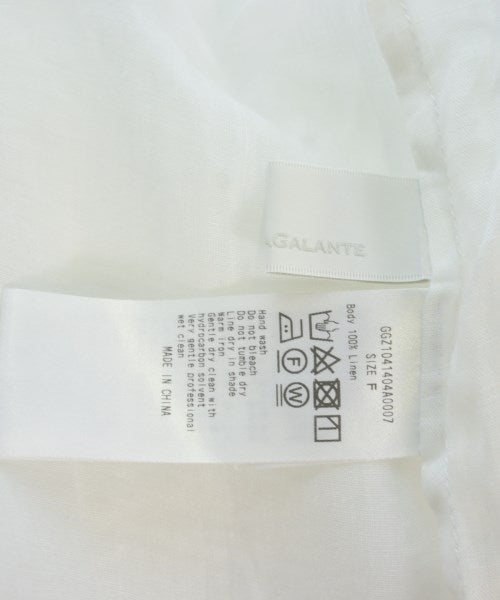 .GALANTE
GGZ1041404A0007
SIZE F
Body 100% Linen
Hand wash
Do not bleach
Do not tumble dry
Line dry in shade
Warm iron
Gentle dry clean with
hydrocarbon solvent
Very gentle professional
wet clean
MADE IN CHINA
F
W